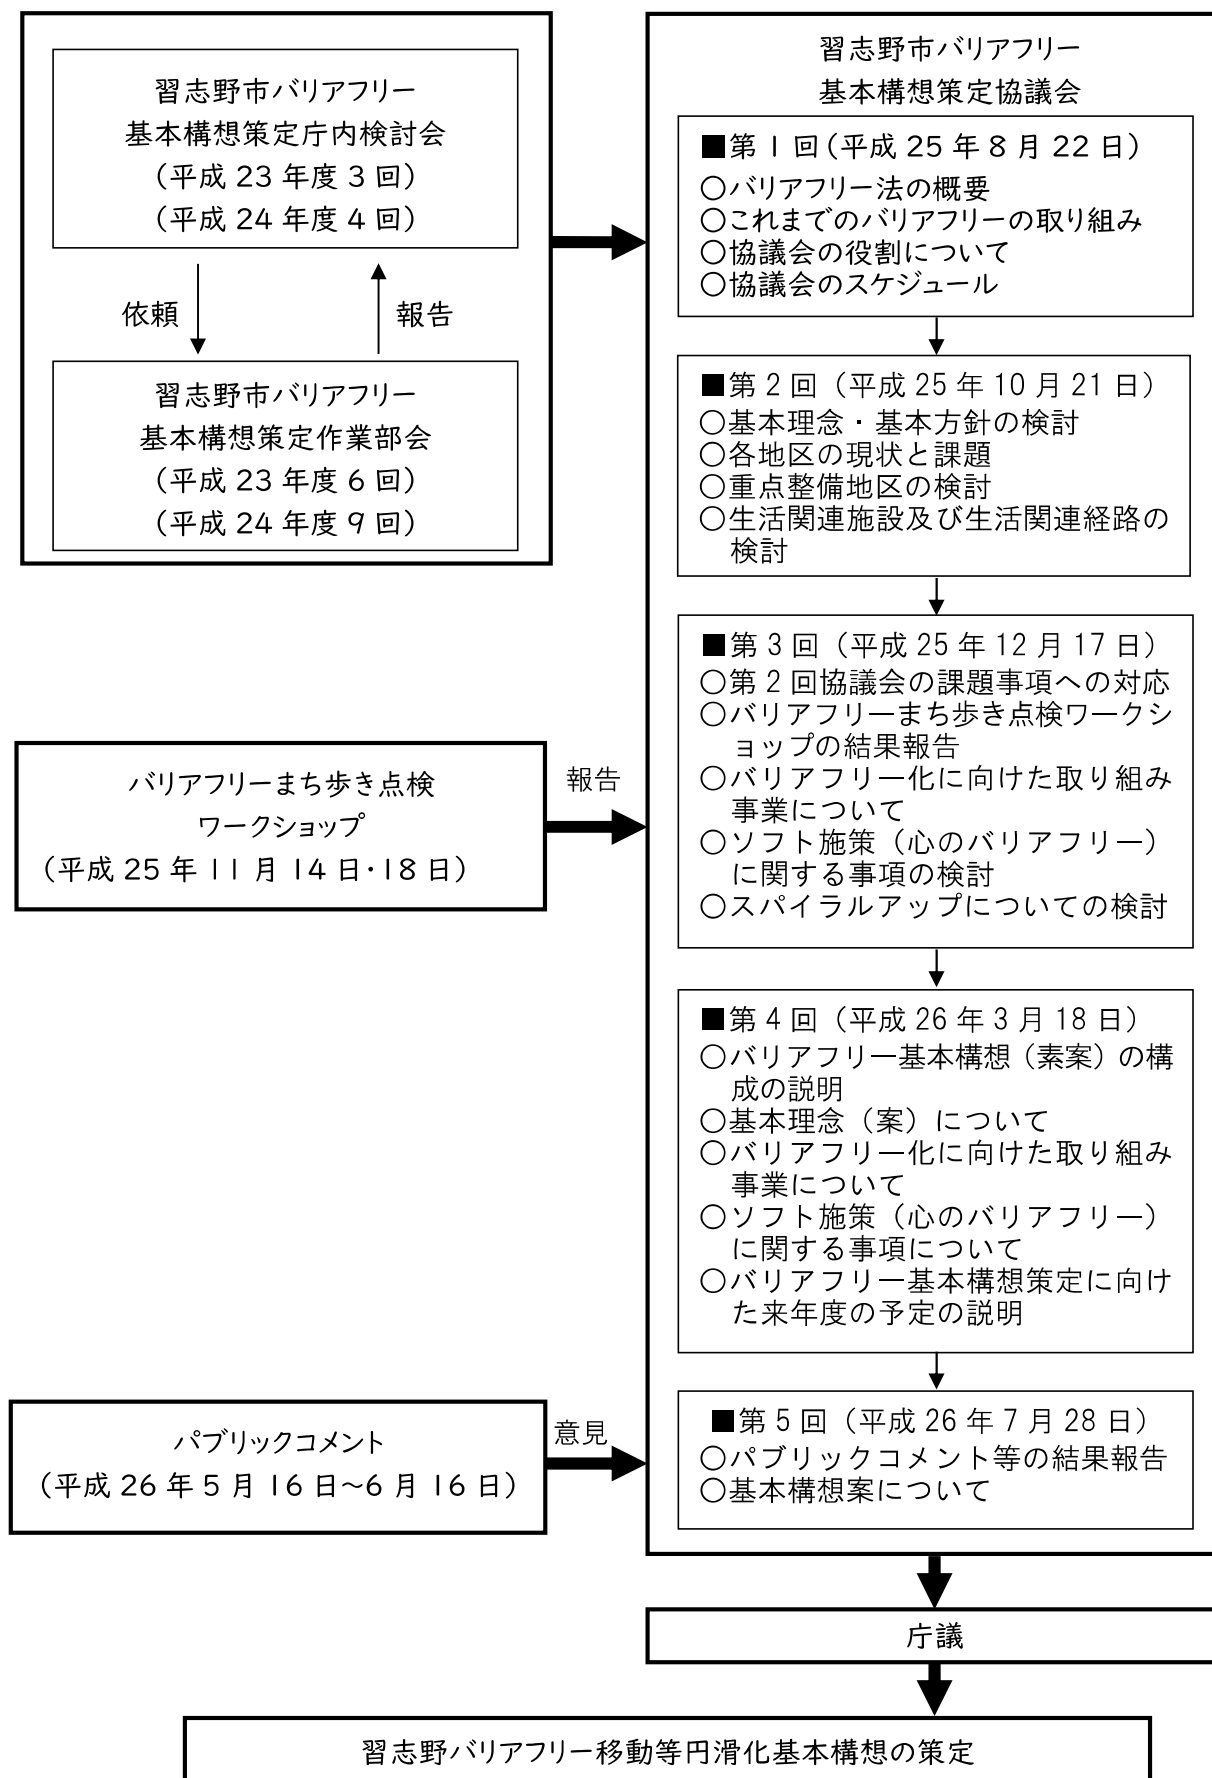 習志野市バリアフリー
基本構想策定庁内検討会
（平成 23 年度 3 回）
（平成 24 年度 4 回）
依頼
報告
習志野市バリアフリー
基本構想策定作業部会
（平成 23 年度 6 回）
（平成 24 年度 9 回）
バリアフリーまち歩き点検
ワークショップ
（平成 25 年 11 月 14 日・18 日）
報告
パブリックコメント
（平成 26 年 5 月 16 日～6 月 16 日）
意見
習志野市バリアフリー
基本構想策定協議会
■第 1 回（平成 25 年 8 月 22 日）
○バリアフリー法の概要
○これまでのバリアフリーの取り組み
○協議会の役割について
○協議会のスケジュール
■第 2 回（平成 25 年 10 月 21 日）
○基本理念・基本方針の検討
○各地区の現状と課題
○重点整備地区の検討
○生活関連施設及び生活関連経路の
検討
■第 3 回（平成 25 年 12 月 17 日）
○第 2 回協議会の課題事項への対応
○バリアフリーまち歩き点検ワークシ
ョップの結果報告
○バリアフリー化に向けた取り組み
事業について
○ソフト施策（心のバリアフリー）
に関する事項の検討
○スパイラルアップについての検討
■第 4 回（平成 26 年 3 月 18 日）
○バリアフリー基本構想（素案）の構
成の説明
○基本理念（案）について
○バリアフリー化に向けた取り組み
事業について
○ソフト施策（心のバリアフリー）
に関する事項について
○バリアフリー基本構想策定に向け
た来年度の予定の説明
■第 5 回（平成 26 年 7 月 28 日）
○パブリックコメント等の結果報告
○基本構想案について
庁議
習志野バリアフリー移動等円滑化基本構想の策定